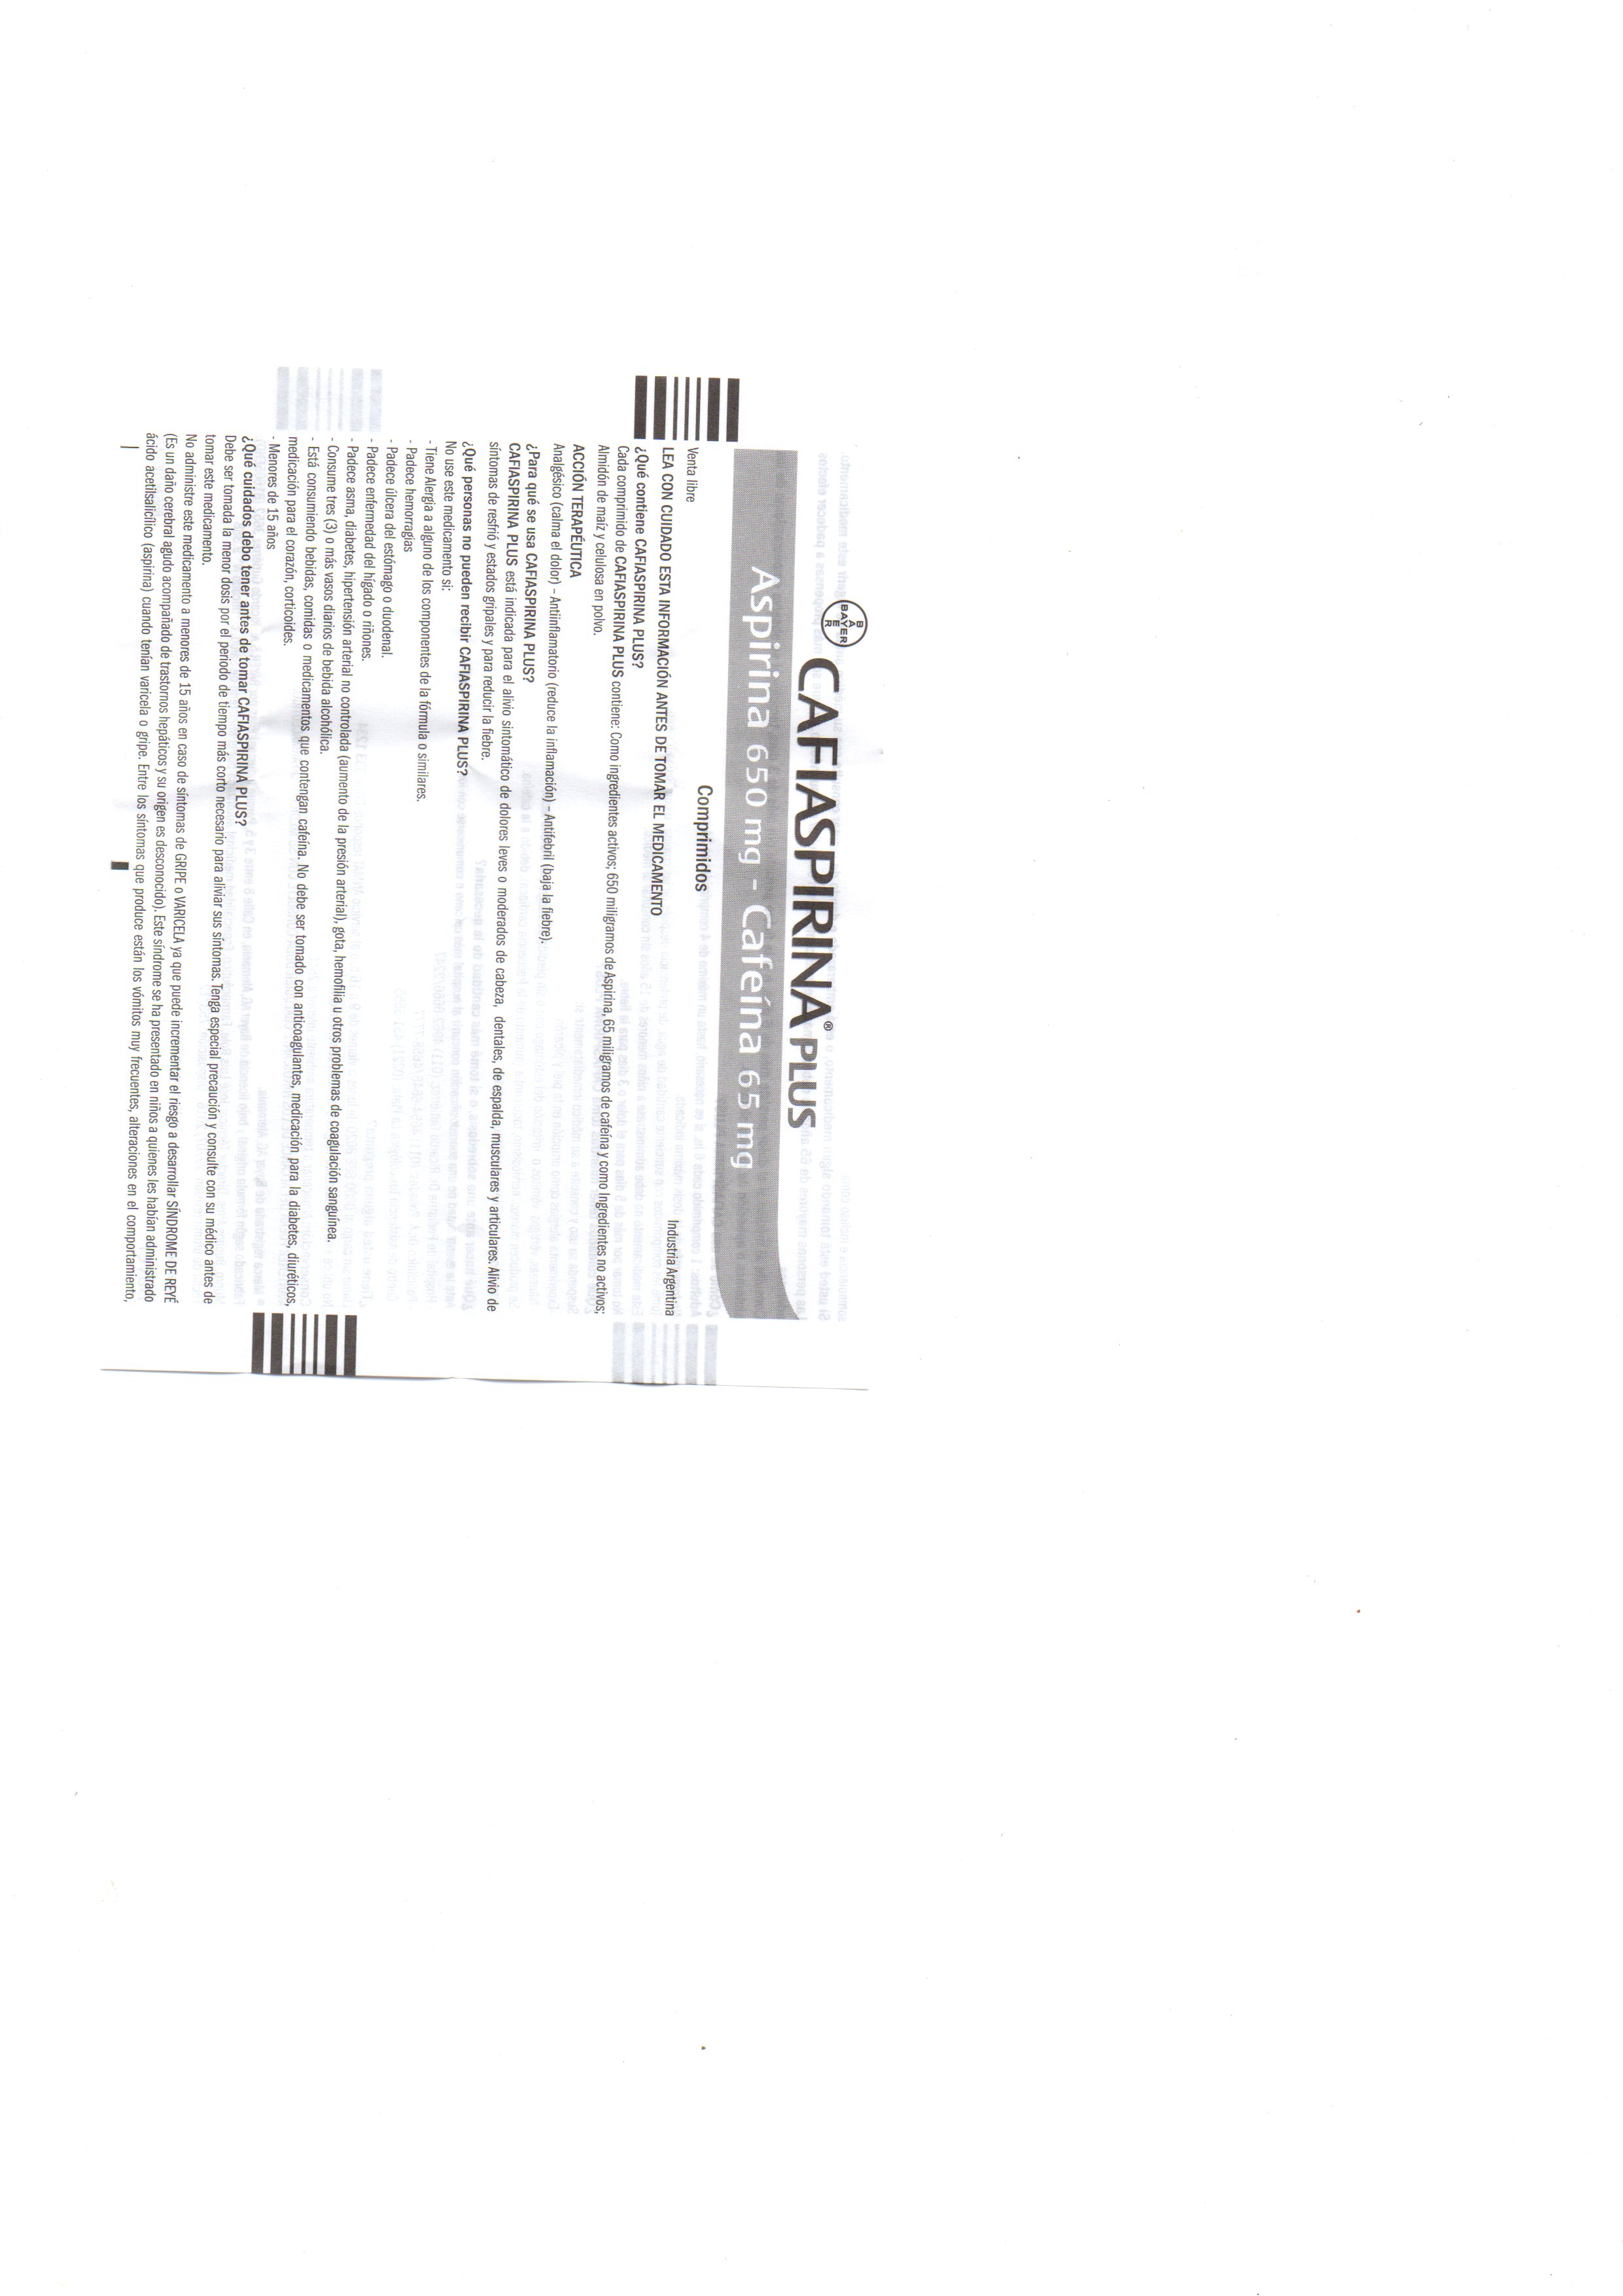 BAYER
CAFIASPIRINA® PLUS
Aspirina 650 mg - Cafeína 65 mg
Comprimidos
Venta libre Industria Argentina
LEA CON CUIDADO ESTA INFORMACIÓN ANTES DE TOMAR EL MEDICAMENTO
¿Qué contiene CAFIASPIRINA PLUS?
Cada comprimido de CAFIASPIRINA PLUS contiene: Como ingredientes activos; 650 miligramos de Aspirina, 65 miligramos de cafeína y como Ingredientes no activos;
Almidón de maíz y celulosa en polvo.
ACCIÓN TERAPÉUTICA
Analgésico (calma el dolor) – Antiinflamatorio (reduce la inflamación) – Antifebril (baja la fiebre).
¿Para qué se usa CAFIASPIRINA PLUS?
CAFIASPIRINA PLUS está indicada para el alivio sintomático de dolores leves o moderados de cabeza, dentales, de espalda, musculares y articulares. Alivio de
síntomas de resfrió y estados gripales y para reducir la fiebre.
¿Qué personas no pueden recibir CAFIASPIRINA PLUS?
No use este medicamento si:
- Tiene Alergia a alguno de los componentes de la fórmula o similares.
- Padece hemorragias
- Padece úlcera del estómago o duodenal.
- Padece enfermedad del hígado o riñones.
- Padece asma, diabetes, hipertensión arterial no controlada (aumento de la presión arterial), gota, hemofilia u otros problemas de coagulación sanguínea.
- Consume tres (3) o más vasos diarios de bebida alcohólica.
- Está consumiendo bebidas, comidas o medicamentos que contengan cafeína. No debe ser tomado con anticoagulantes, medicación para la diabetes, diuréticos,
medicación para el corazón, corticoides.
- Menores de 15 años
¿Qué cuidados debo tener antes de tomar CAFIASPIRINA PLUS?
Debe ser tomada la menor dosis por el periodo de tiempo más corto necesario para aliviar sus síntomas. Tenga especial precaución y consulte con su médico antes de
tomar este medicamento.
No administre este medicamento a menores de 15 años en caso de síntomas de GRIPE o VARICELA ya que puede incrementar el riesgo a desarrollar SÍNDROME DE REYÉ
(Es un daño cerebral agudo acompañado de trastornos hepáticos y su origen es desconocido). Este síndrome se ha presentado en niños a quienes les habían administrado
ácido acetilsalicílico (aspirina) cuando tenían varicela o gripe. Entre los síntomas que produce están los vómitos muy frecuentes, alteraciones en el comportamiento,